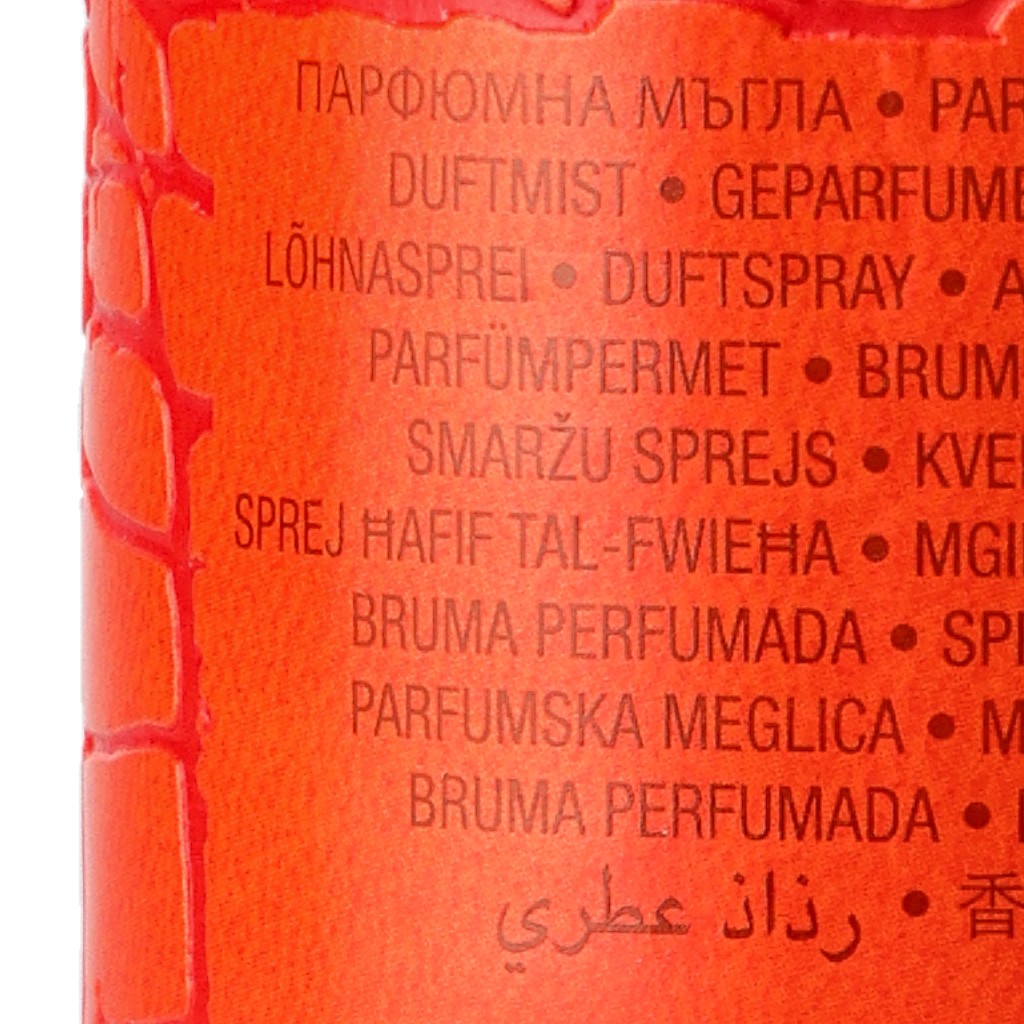 ПАРФЮМНА МЪГЛА • PAR
DUFTMIST • GEPARFUME
LÕHNASPREI • DUFTSPRAY • A
PARFÜMPERMET • BRUM
SMARŽU SPREJS • KVE
SPREJ ĦAFIF TAL-FWIEĦA • MGI
BRUMA PERFUMADA • SP
PARFUMSKA MEGLICA • M
BRUMA PERFUMADA •
رذاذ عطري • 香